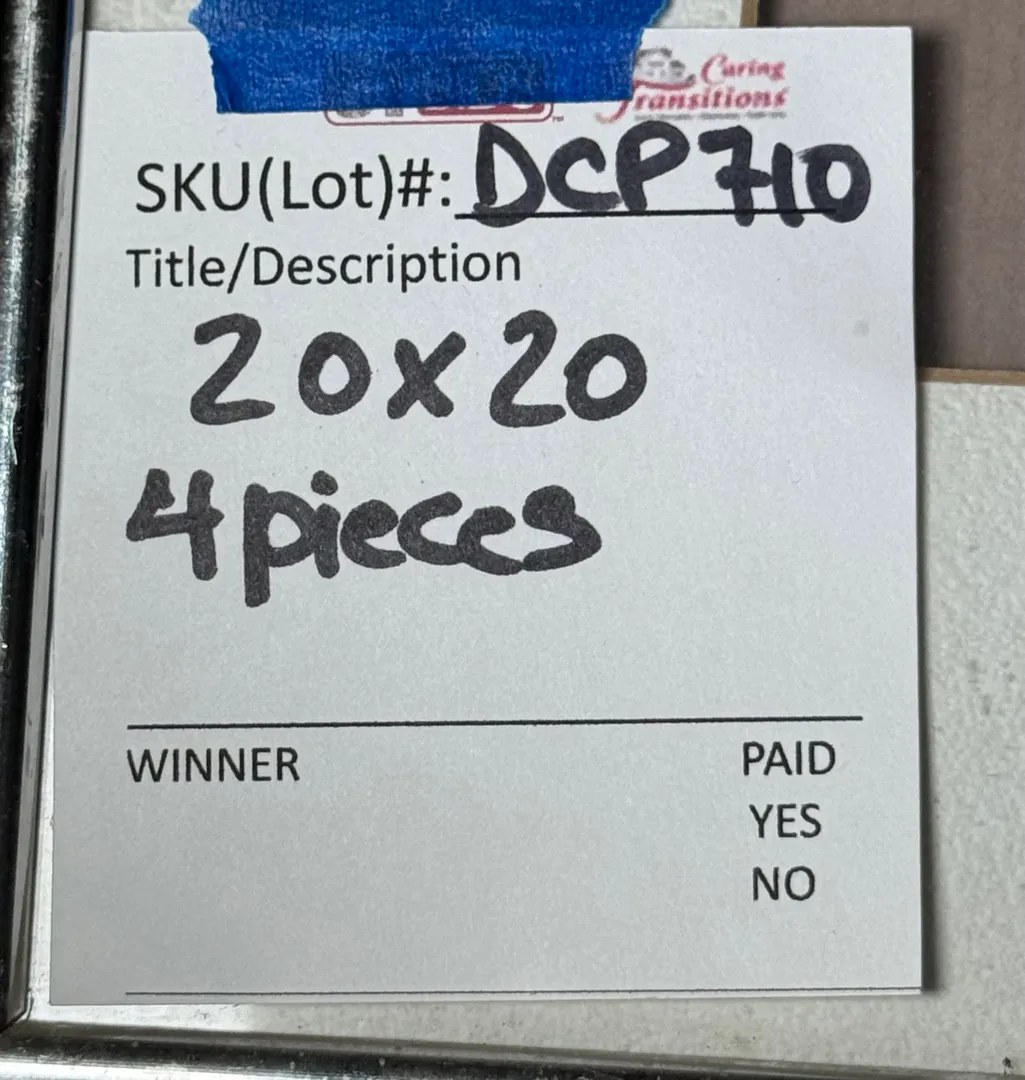 Caring
Transitions
SKU(Lot)#: DCP710
Title/Description
20x20
4 pieces
WINNER
PAID
YES
NO